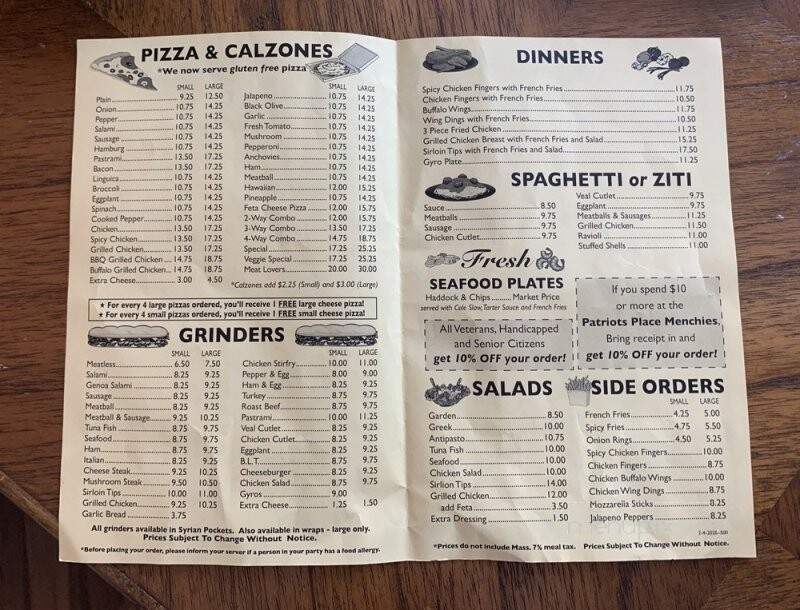 PIZZA & CALZONES
*We now serve gluten free pizza
SMALL LARGE
Plain 9.25 12.50
Onion 10.75 14.25
Pepper 10.75 14.25
Salami 10.75 14.25
Sausage 10.75 14.25
Hamburg 10.75 14.25
Pastrami 13.50 17.25
Bacon 13.50 17.25
Linguica 10.75 14.25
Broccoli 10.75 14.25
Eggplant 10.75 14.25
Spinach 10.75 14.25
Cooked Pepper 10.75 14.25
Chicken 13.50 17.25
Spicy Chicken 13.50 17.25
Grilled Chicken 13.50 17.25
BBQ Grilled Chicken 14.75 18.75
Buffalo Grilled Chicken 14.75 18.75
Extra Cheese 3.00 4.50
SMALL LARGE
Jalapeno 10.75 14.25
Black Olive 10.75 14.25
Garlic 10.75 14.25
Fresh Tomato 10.75 14.25
Mushroom 10.75 14.25
Pepperoni 10.75 14.25
Anchovies 10.75 14.25
Ham 10.75 14.25
Meatball 10.75 14.25
Hawaiian 12.00 15.25
Pineapple 10.75 14.25
Feta Cheese Pizza 12.00 15.75
2-Way Combo 12.00 15.75
3-Way Combo 13.50 17.25
4-Way Combo 14.75 18.75
Special 17.25 25.25
Veggie Special 17.25 25.25
Meat Lovers 20.00 30.00
*Calzones add $2.25 (Small) and $3.00 (Large)
* For every 4 large pizzas ordered, you'll receive 1 FREE large cheese pizza!
* For every 4 small pizzas ordered, you'll receive 1 FREE small cheese pizza!
GRINDERS
SMALL LARGE
Meatless 6.50 7.50
Salami 8.25 9.25
Genoa Salami 8.25 9.25
Sausage 8.25 9.25
Meatball 8.25 9.25
Meatball & Sausage 9.25 10.25
Tuna Fish 8.75 9.75
Seafood 8.75 9.75
Ham 8.75 9.75
Italian 8.25 9.25
Cheese Steak 9.25 10.25
Mushroom Steak 9.50 10.50
Sirloin Tips 10.00 11.00
Grilled Chicken 9.25 10.25
Garlic Bread 3.75
SMALL LARGE
Chicken Stirfry 10.00 11.00
Pepper & Egg 8.00 9.00
Ham & Egg 8.25 9.25
Turkey 8.75 9.75
Roast Beef 8.75 9.75
Pastrami 10.00 11.25
Veal Cutlet 8.25 9.25
Chicken Cutlet 8.25 9.25
Eggplant 8.25 9.25
B.L.T. 8.75 9.75
Cheeseburger 8.25 9.25
Chicken Salad 8.75 9.75
Gyros 9.00
Extra Cheese 1.25 1.50
All grinders available in Syrian Pockets. Also available in wraps - large only.
Prices Subject To Change Without Notice.
*Before placing your order, please inform your server if a person in your party has a food allergy.
DINNERS
Spicy Chicken Fingers with French Fries 11.75
Chicken Fingers with French Fries 10.50
Buffalo Wings 11.75
Wing Dings with French Fries 10.50
3 Piece Fried Chicken 11.25
Grilled Chicken Breast with French Fries and Salad 15.25
Sirloin Tips with French Fries and Salad 17.50
Gyro Plate 11.25
SPAGHETTI or ZITI
Sauce 8.50
Meatballs 9.75
Sausage 9.75
Chicken Cutlet 9.75
Veal Cutlet 9.75
Eggplant 9.75
Meatballs & Sausages 11.25
Grilled Chicken 11.50
Ravioli 11.00
Stuffed Shells 11.00
Fresh
SEAFOOD PLATES
Haddock & Chips Market Price
served with Cole Slaw, Tarter Sauce and French Fries
All Veterans, Handicapped
and Senior Citizens
get 10% OFF your order!
If you spend $10
or more at the
Patriots Place Menchies,
Bring receipt in and
get 10% OFF your order!
SALADS
Garden 8.50
Greek 10.00
Antipasto 10.75
Tuna Fish 10.00
Seafood 10.00
Chicken Salad 10.00
Sirlion Tips 14.00
Grilled Chicken 12.00
add Feta 3.50
Extra Dressing 1.50
SIDE ORDERS
SMALL LARGE
French Fries 4.25 5.00
Spicy Fries 4.75 5.50
Onion Rings 4.50 5.25
Spicy Chicken Fingers 10.00
Chicken Fingers 8.75
Chicken Buffalo Wings 10.00
Chicken Wing Dings 8.75
Mozzarella Sticks 8.25
Jalapeno Peppers 8.25
*Prices do not include Mass. 7% meal tax. Prices Subject To Change Without Notice.